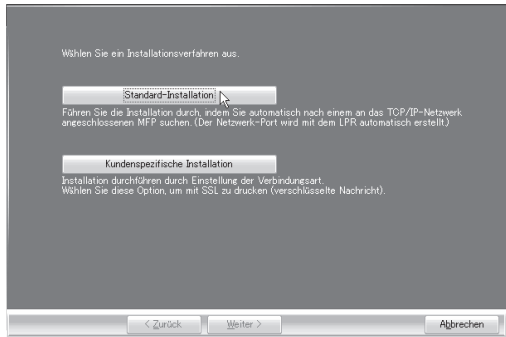 Wählen Sie ein Installationsverfahren aus.
Standard-Installation
Führen Sie die Installation durch, indem Sie automatisch nach einem an das TCP/IP-Netzwerk
angeschlossenen MFP suchen. (Der Netzwerk-Port wird mit dem LPR automatisch erstellt.)
Kundenspezifische Installation
Installation durchführen durch Einstellung der Verbindungsart.
Wählen Sie diese Option, um mit SSL zu drucken (verschlüsselte Nachricht).
< Zurück Weiter > Abbrechen